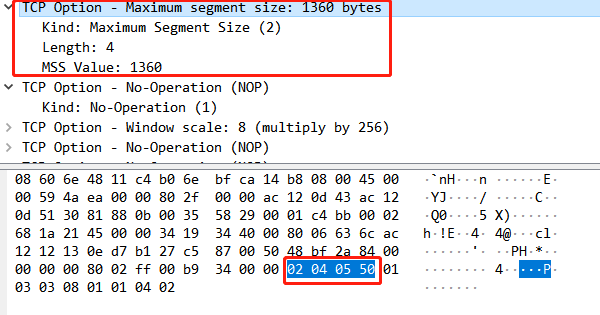 TCP Option - Maximum segment size: 1360 bytes
Kind: Maximum Segment Size (2)
Length: 4
MSS Value: 1360
TCP Option - No-Operation (NOP)
Kind: No-Operation (1)
TCP Option - Window scale: 8 (multiply by 256)
TCP Option - No-Operation (NOP)
08 60 6e 48 11 c4 b0 6e bf ca 14 b8 08 00 45 00 ·`nH···n ······E·
00 59 4a ea 00 00 80 2f 00 00 ac 12 0d 43 ac 12 ·YJ····/ ·····C··
0d 51 30 81 88 0b 00 35 58 29 00 01 c4 bb 00 02 ·Q0····5 X)······
68 1a 21 45 00 00 34 19 34 40 00 80 06 63 6c ac h·!E··4· 4@···cl·
12 12 13 0e d7 b1 27 c5 87 00 50 48 bf 2a 84 00 ······'· ··PH·*··
00 00 00 80 02 ff 00 b9 34 00 00 02 04 05 50 01 ········ 4·····P·
03 03 08 01 01 04 02 ·······